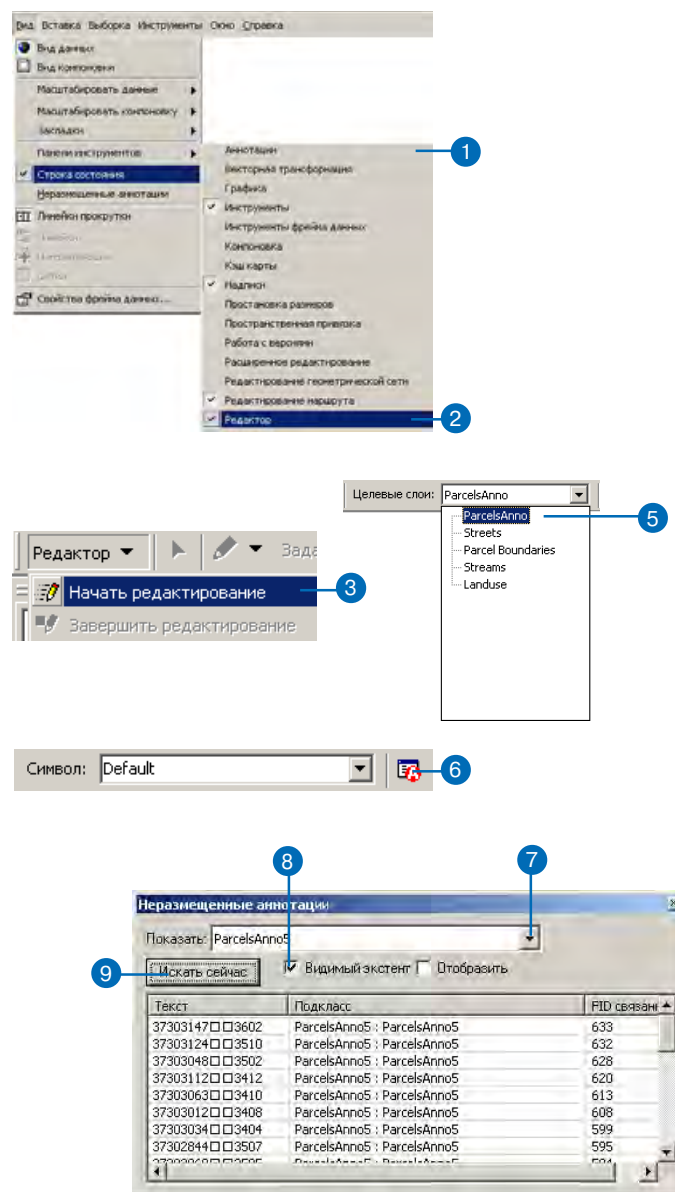 Вид Вставка Выборка Инструменты Окно Справка
Вид данных
Вид компоновки
Масштабировать данные
Масштабировать компоновку
Закладки
Панели инструментов
Строка состояния
Неразмещенные аннотации
Линейки прокрутки
Свойства фрейма данных...
Аннотации
1
Векторная трансформация
Графика
Инструменты
Инструменты фрейма данных
Компоновка
Кэш карты
Надписи
Простановка размеров
Пространственная привязка
Работа с версиями
Расширенное редактирование
Редактирование геометрической сети
Редактирование маршрута
Редактор
2
Целевые слои: ParcelsAnno
ParcelsAnno
5
Streets
Parcel Boundaries
Streams
Landuse
Редактор
Зада
Начать редактирование
3
Завершить редактирование
Символ: Default
6
8
7
Неразмещенные аннотации
Показать: ParcelsAnno5
9
Искать сейчас Видимый экстент Отобразить
Текст Подкласс FID связанн
37303147□□3602 ParcelsAnno5 : ParcelsAnno5 633
37303124□□3510 ParcelsAnno5 : ParcelsAnno5 632
37303048□□3502 ParcelsAnno5 : ParcelsAnno5 628
37303112□□3412 ParcelsAnno5 : ParcelsAnno5 620
37303063□□3410 ParcelsAnno5 : ParcelsAnno5 613
37303012□□3408 ParcelsAnno5 : ParcelsAnno5 608
37303034□□3404 ParcelsAnno5 : ParcelsAnno5 599
37302844□□3507 ParcelsAnno5 : ParcelsAnno5 595